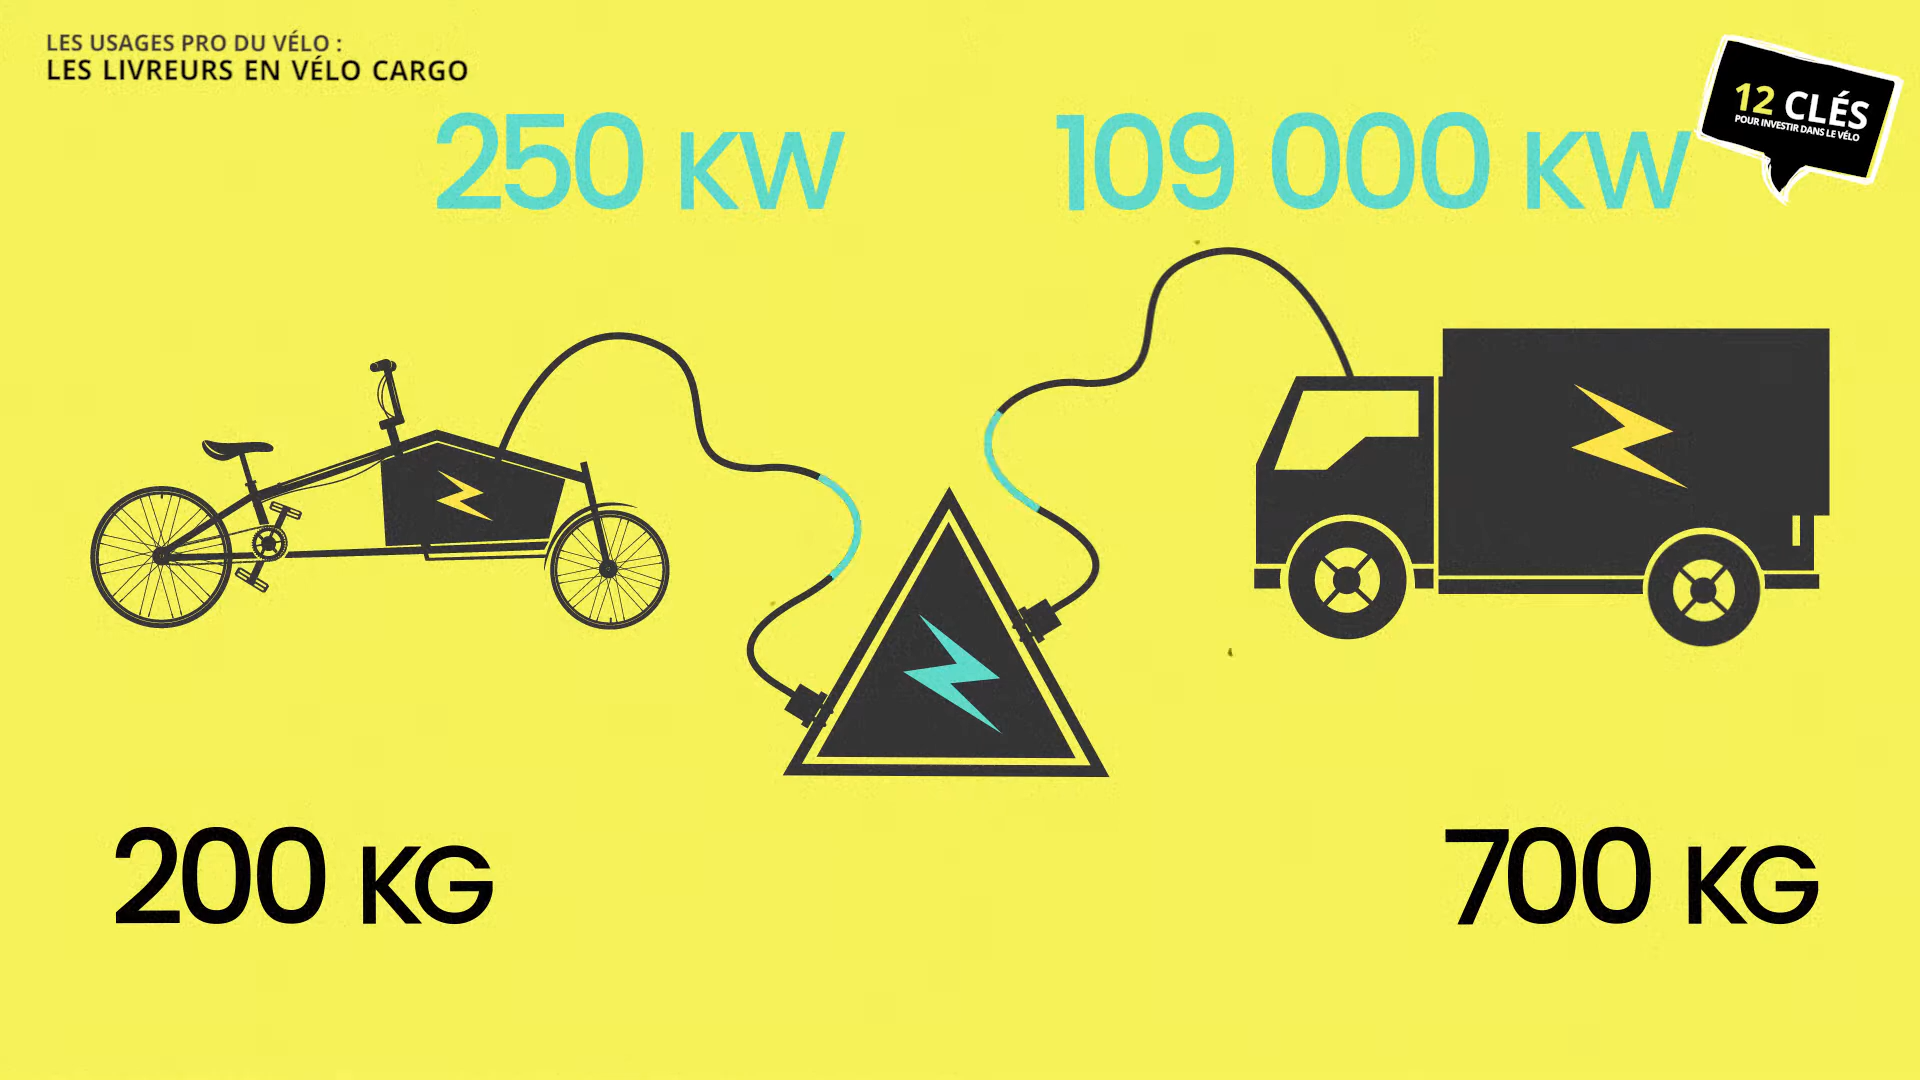 LES USAGES PRO DU VÉLO :
LES LIVREURS EN VÉLO CARGO
12 CLÉS
POUR INVESTIR DANS LE VÉLO
250 KW
109 000 KW
200 KG
700 KG